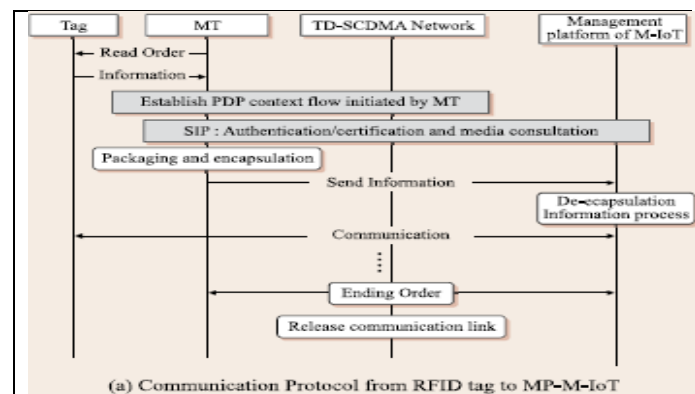 Tag MT TD-SCDMA Network Management
platform of M-IoT
Read Order
Information
Establish PDP context flow initiated by MT
SIP : Authentication/certification and media consultation
Packaging and encapsulation
Send Information
De-ecapsulation
Information process
Communication
Ending Order
Release communication link
(a) Communication Protocol from RFID tag to MP-M-IoT